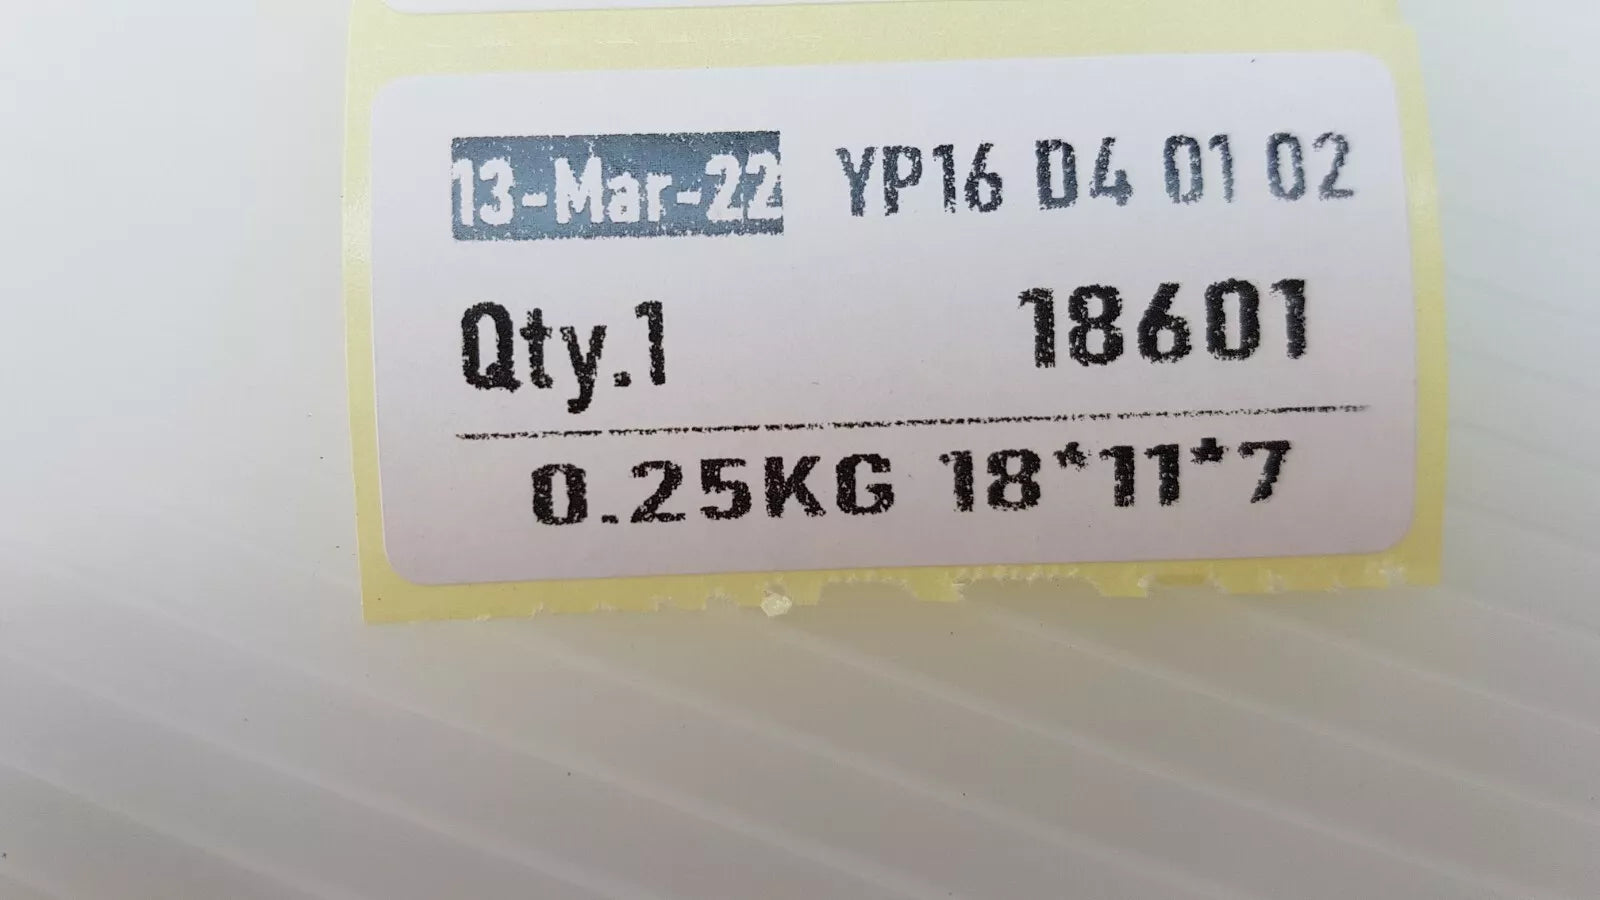 13-Mar-22 YP16 D4 01 02
Qty.1 18601
0.25KG 18*11*7